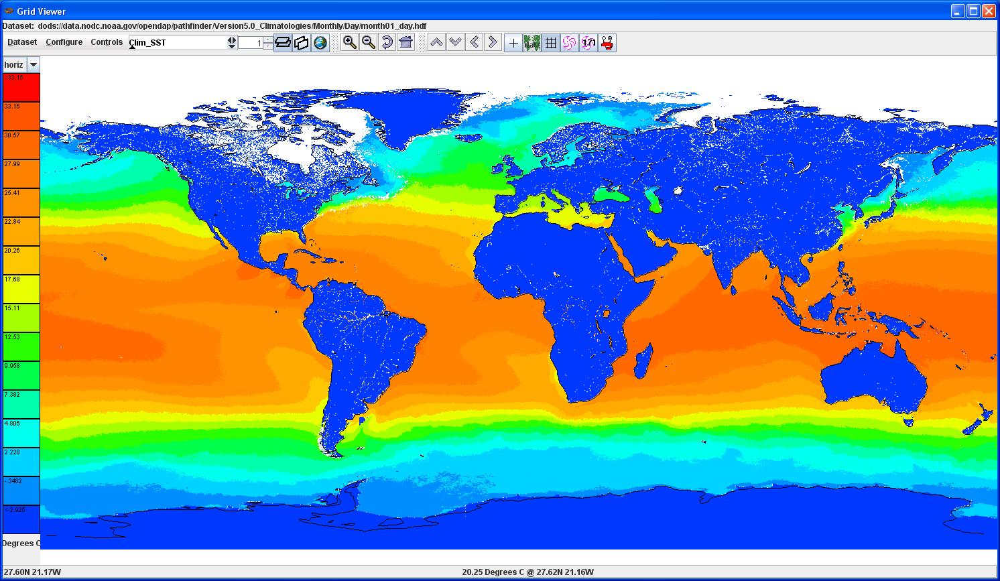 Grid Viewer
Dataset: dods://data.nodc.noaa.gov/opendap/pathfinder/Version5.0_Climatologies/Monthly/Day/month01_day.hdf
Dataset Configure Controls Clim_SST 1 171
horiz
>33.15
33.15
30.57
27.99
25.41
22.84
20.26
17.68
15.11
12.53
9.958
7.382
4.805
2.228
-.3482
<-2.925
Degrees C
27.60N 21.17W 20.25 Degrees C @ 27.62N 21.16W